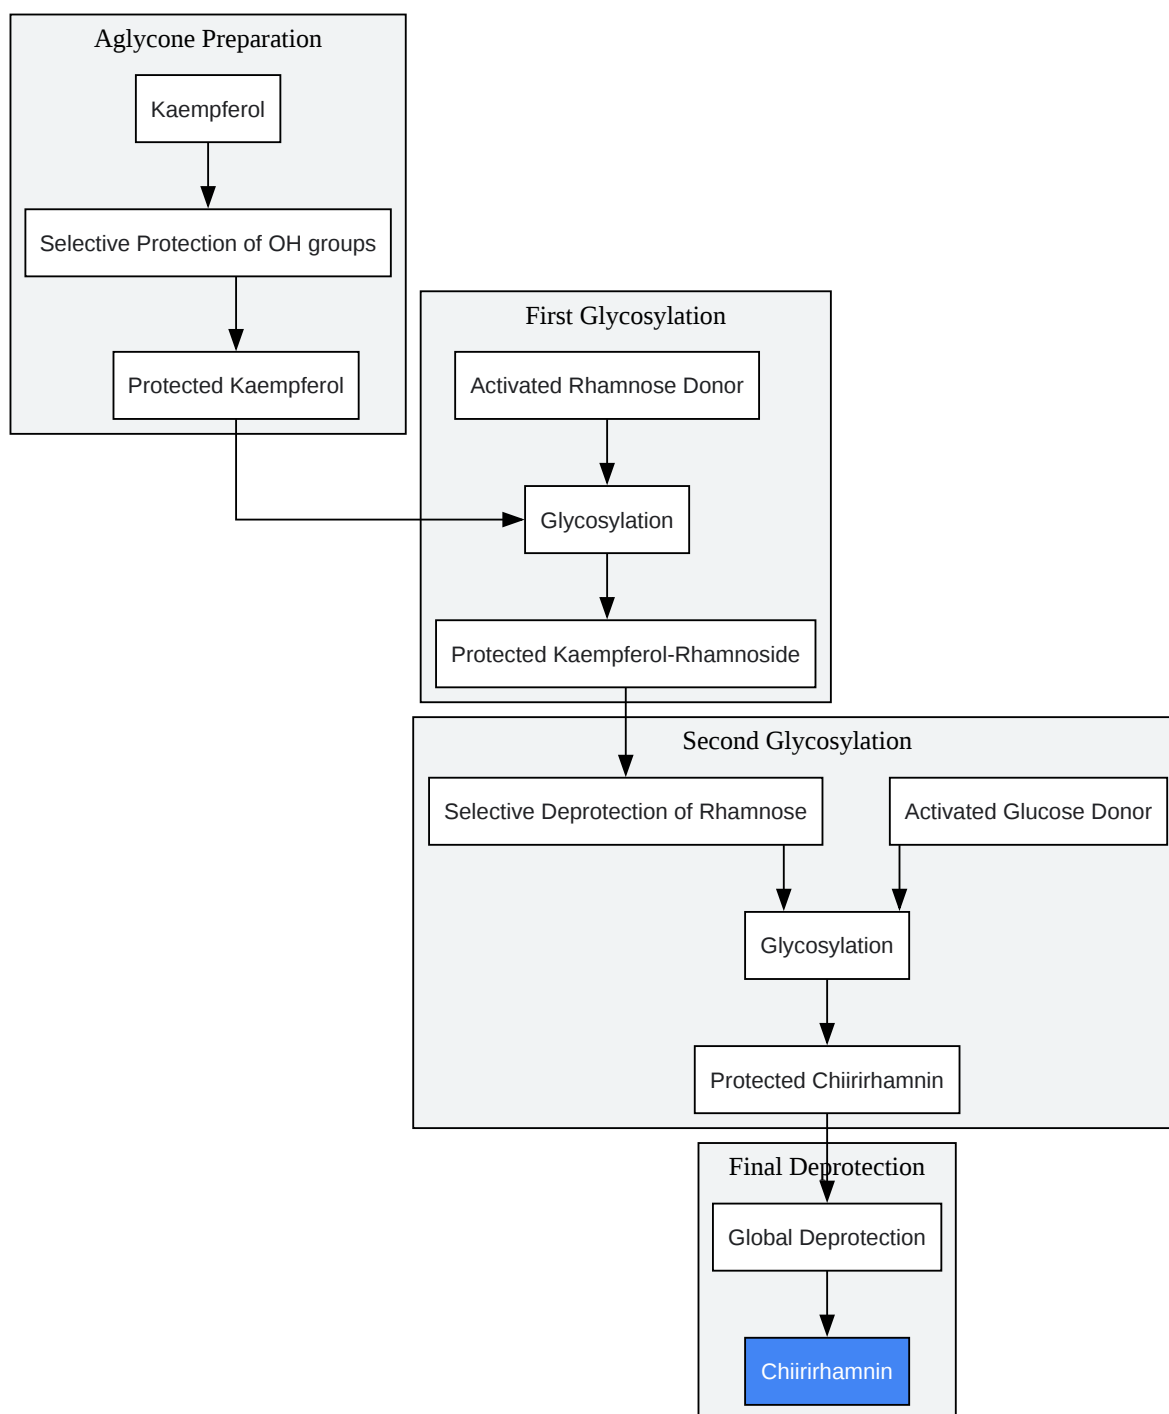 Aglycone Preparation
Kaempferol
Selective Protection of OH groups
Protected Kaempferol
First Glycosylation
Activated Rhamnose Donor
Glycosylation
Protected Kaempferol-Rhamnoside
Second Glycosylation
Selective Deprotection of Rhamnose
Activated Glucose Donor
Glycosylation
Protected Chiirirhamnin
Final Deprotection
Global Deprotection
Chiirirhamnin